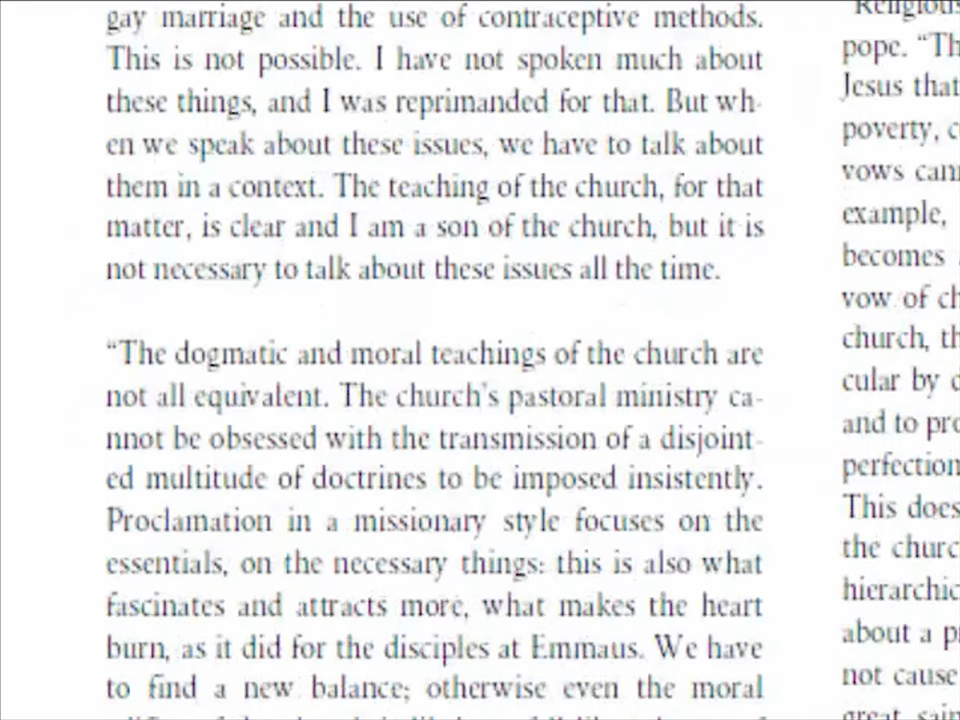 gay marriage and the use of contraceptive methods.
This is not possible. I have not spoken much about
these things, and I was reprimanded for that. But wh-
en we speak about these issues, we have to talk about
them in a context. The teaching of the church, for that
matter, is clear and I am a son of the church, but it is
not necessary to talk about these issues all the time.
“The dogmatic and moral teachings of the church are
not all equivalent. The church's pastoral ministry ca-
nnot be obsessed with the transmission of a disjoint-
ed multitude of doctrines to be imposed insistently.
Proclamation in a missionary style focuses on the
essentials, on the necessary things: this is also what
fascinates and attracts more, what makes the heart
burn, as it did for the disciples at Emmaus. We have
to find a new balance; otherwise even the moral
“Religious
pope. “Th
Jesus that
poverty,
vows
example,
becomes
vow of ch
church, th
cular by
and to pro
perfection
This does
the churc
hierarchic
about a
not cause
great